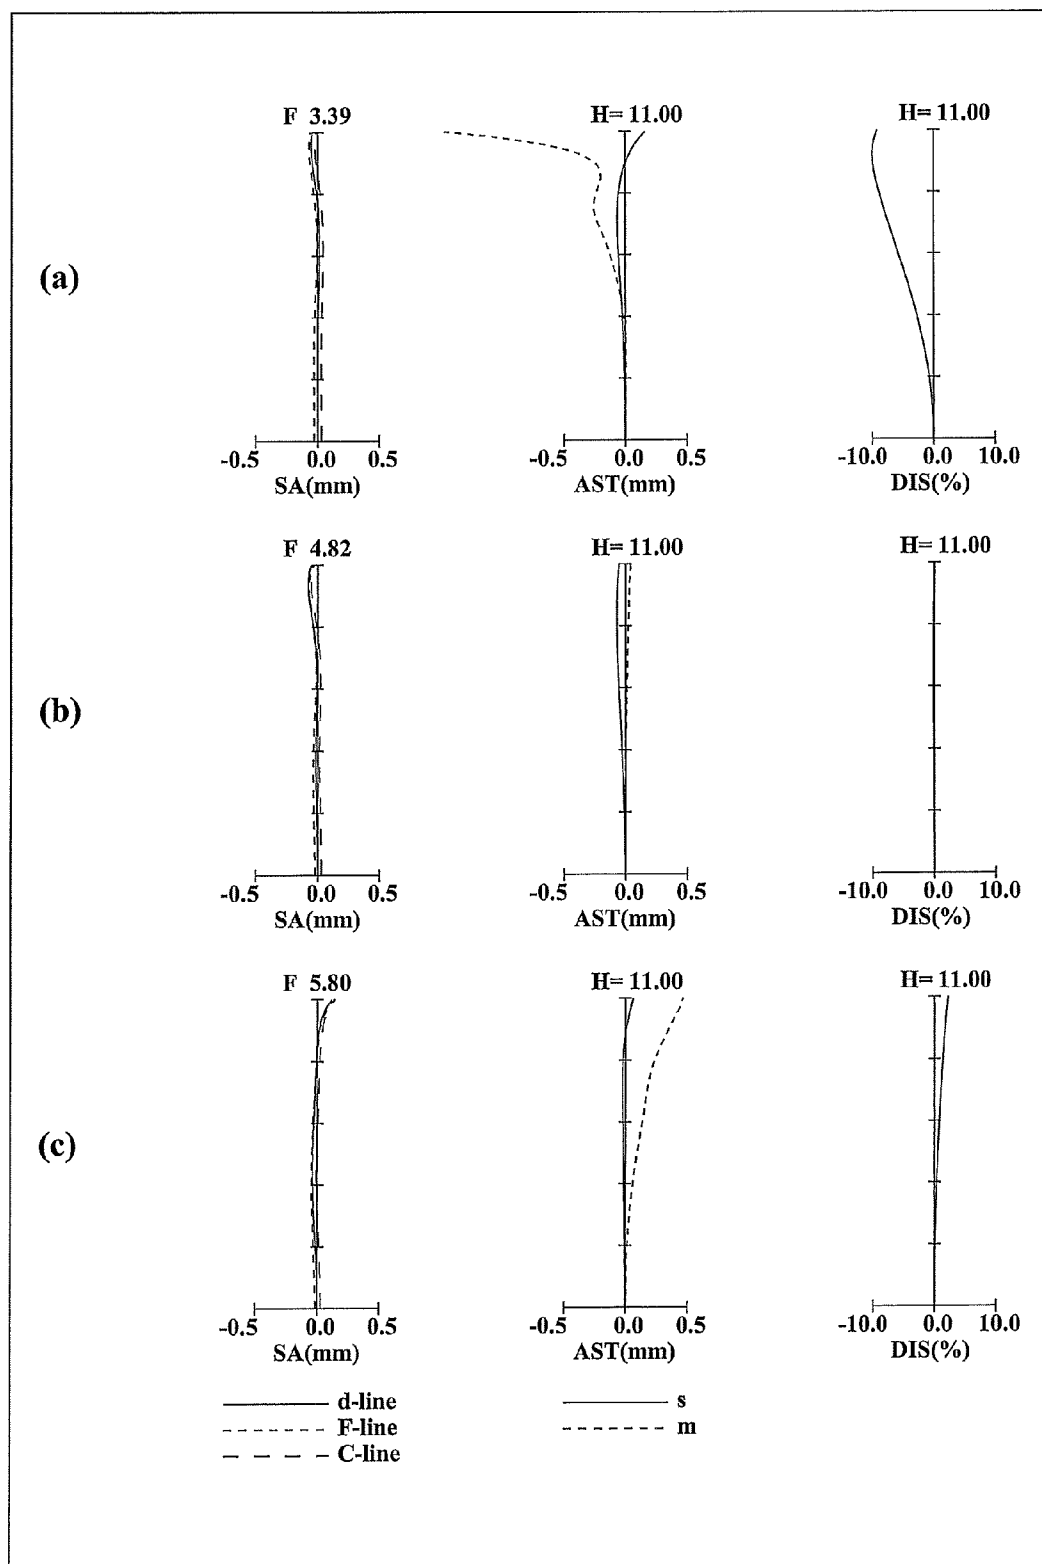 F 3.39
H= 11.00
H= 11.00
(a)
-0.5 0.0 0.5
SA(mm)
-0.5 0.0 0.5
AST(mm)
-10.0 0.0 10.0
DIS(%)
F 4.82
H= 11.00
H= 11.00
(b)
-0.5 0.0 0.5
SA(mm)
-0.5 0.0 0.5
AST(mm)
-10.0 0.0 10.0
DIS(%)
F 5.80
H= 11.00
H= 11.00
(c)
-0.5 0.0 0.5
SA(mm)
-0.5 0.0 0.5
AST(mm)
-10.0 0.0 10.0
DIS(%)
d-line
F-line
C-line
s
m